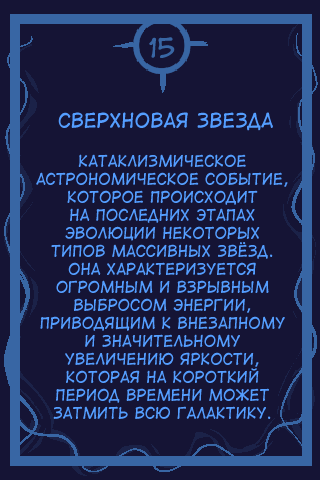 15
СВЕРХНОВАЯ ЗВЕЗДА
КАТАКЛИЗМИЧЕСКОЕ
АСТРОНОМИЧЕСКОЕ СОБЫТИЕ,
КОТОРОЕ ПРОИСХОДИТ
НА ПОСЛЕДНИХ ЭТАПАХ
ЭВОЛЮЦИИ НЕКОТОРЫХ
ТИПОВ МАССИВНЫХ ЗВЁЗД.
ОНА ХАРАКТЕРИЗУЕТСЯ
ОГРОМНЫМ И ВЗРЫВНЫМ
ВЫБРОСОМ ЭНЕРГИИ,
ПРИВОДЯЩИМ К ВНЕЗАПНОМУ
И ЗНАЧИТЕЛЬНОМУ
УВЕЛИЧЕНИЮ ЯРКОСТИ,
КОТОРАЯ НА КОРОТКИЙ
ПЕРИОД ВРЕМЕНИ МОЖЕТ
ЗАТМИТЬ ВСЮ ГАЛАКТИКУ.